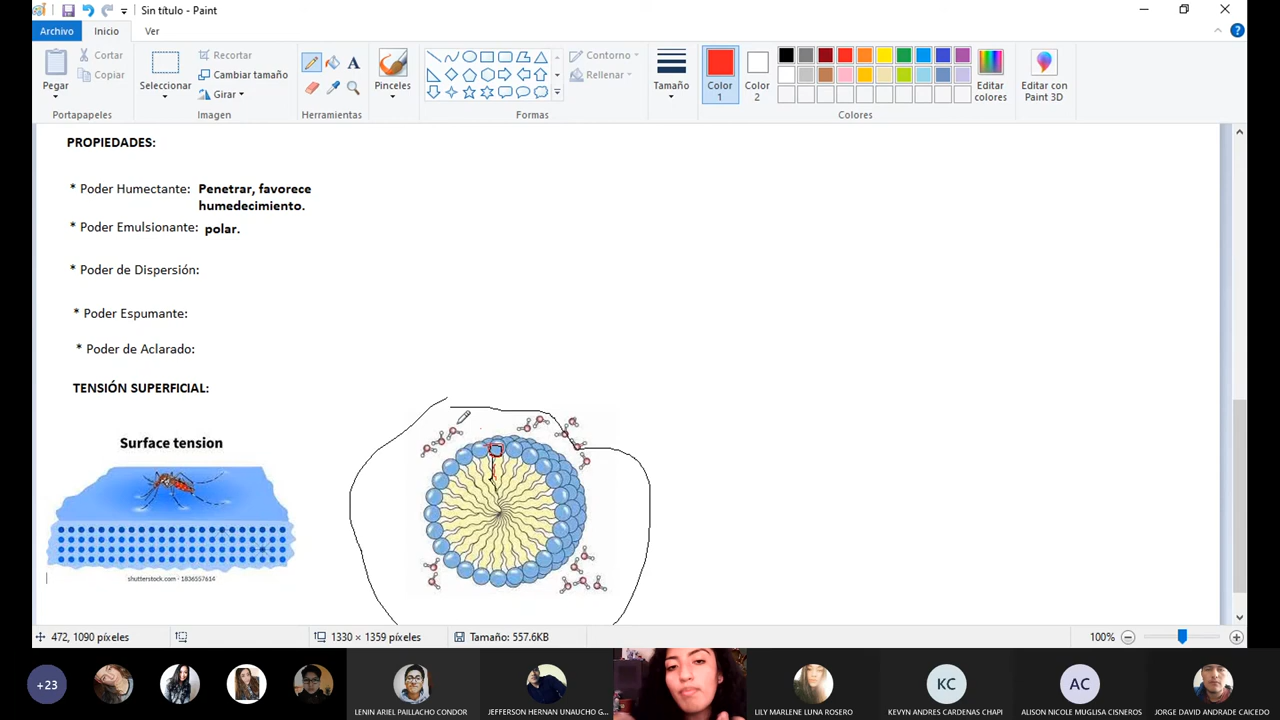 Sin título - Paint
Archivo
Inicio
Ver
Pegar
Cortar
Copiar
Portapapeles
Seleccionar
Recortar
Cambiar tamaño
Girar
Imagen
A
Herramientas
Pinceles
Contorno
Rellenar
Formas
Tamaño
Color
1
Color
2
Editar
colores
Editar con
Paint 3D
Colores
PROPIEDADES:
* Poder Humectante: Penetrar, favorece
humedecimiento.
* Poder Emulsionante: polar.
* Poder de Dispersión:
* Poder Espumante:
* Poder de Aclarado:
TENSIÓN SUPERFICIAL:
Surface tension
shutterstock.com · 1836557614
472, 1090 píxeles
1330 × 1359 píxeles
Tamaño: 557.6KB
100%
+23
LENIN ARIEL PAILLACHO CONDOR
JEFFERSON HERNAN UNAUCHO G...
LILY MARLENE LUNA ROSERO
KC
KEVYN ANDRES CARDENAS CHAPI
AC
ALISON NICOLE MUGLISA CISNEROS
JORGE DAVID ANDRADE CAICEDO